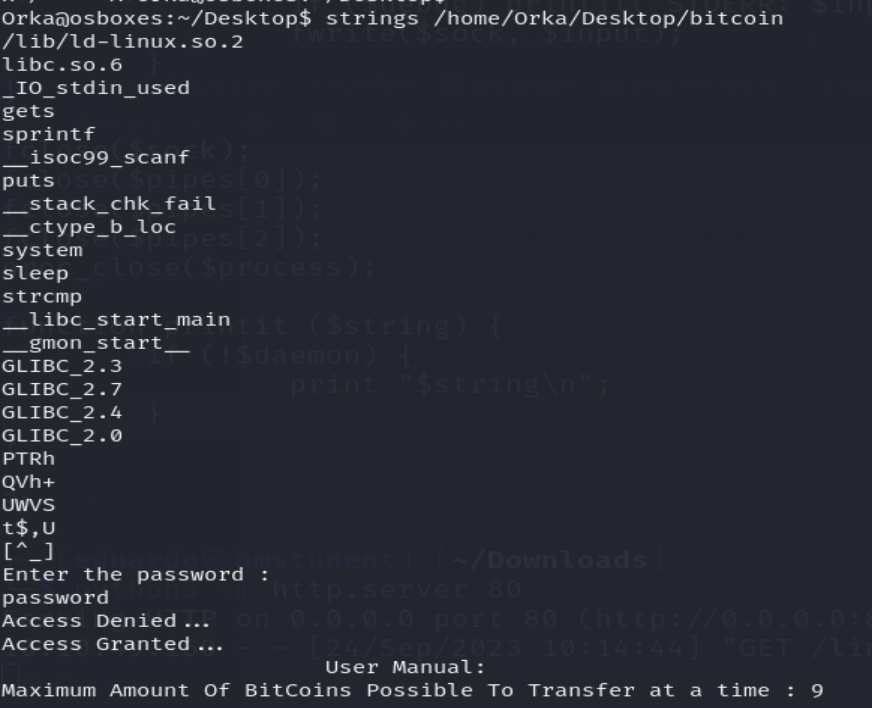 Orka@osboxes:~/Desktop$ strings /home/Orka/Desktop/bitcoin
/lib/ld-linux.so.2
libc.so.6
_IO_stdin_used
gets
sprintf
__isoc99_scanf
puts
__stack_chk_fail
__ctype_b_loc
system
sleep
strcmp
__libc_start_main
__gmon_start__
GLIBC_2.3
GLIBC_2.7
GLIBC_2.4
GLIBC_2.0
PTRh
QVh+
UWVS
t$,U
[^_]
Enter the password :
password
Access Denied...
Access Granted...
User Manual:
Maximum Amount Of BitCoins Possible To Transfer at a time : 9